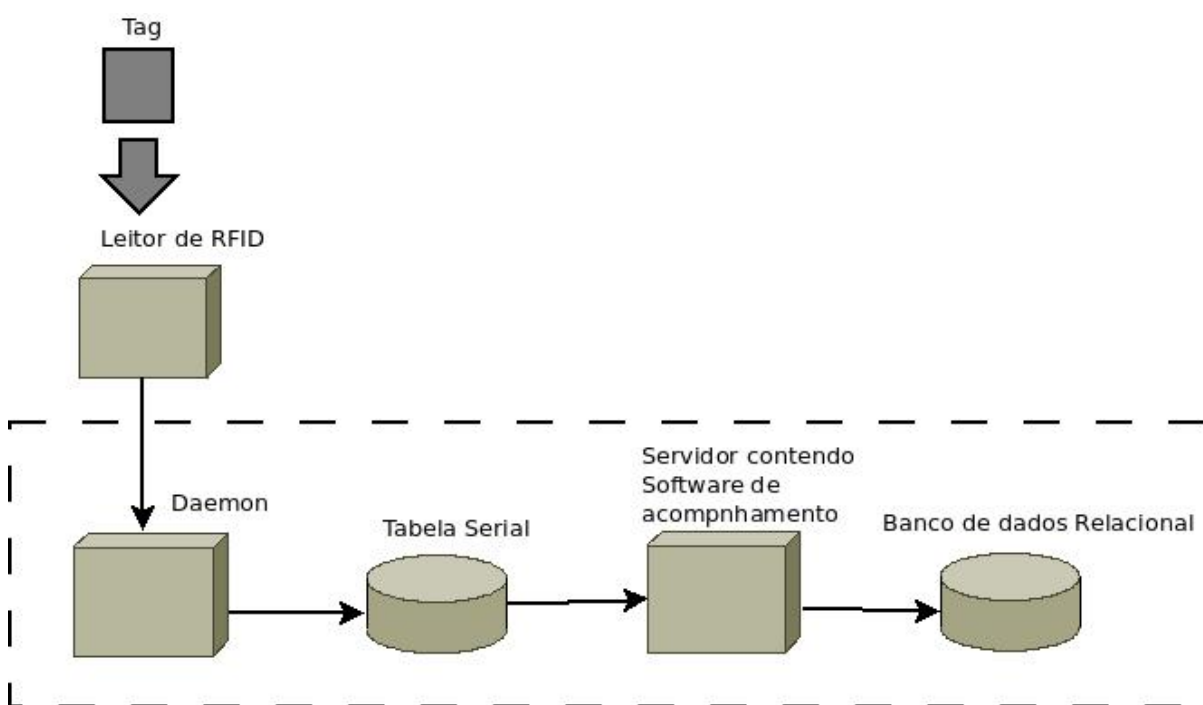 Tag
Leitor de RFID
Daemon
Tabela Serial
Servidor contendo
Software de
acompnhamento
Banco de dados Relacional